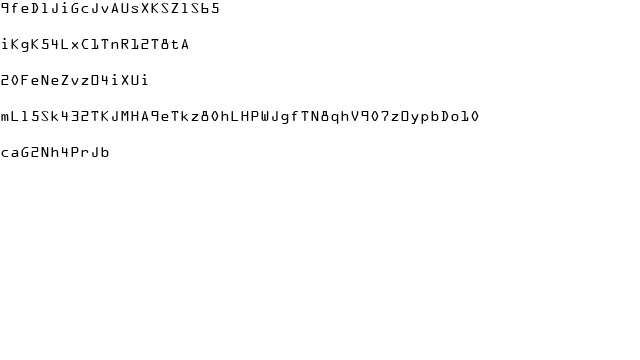 9feD1JiGcJvAUsXKSZ1S65
iKgK54LxC1TnR12T8tA
20FeNeZvzO4iXUi
mL15Sk432TKJMHA9eTkz80hLHPWJgfTN8qhV907zOypbDo10
caG2Nh4PrJb